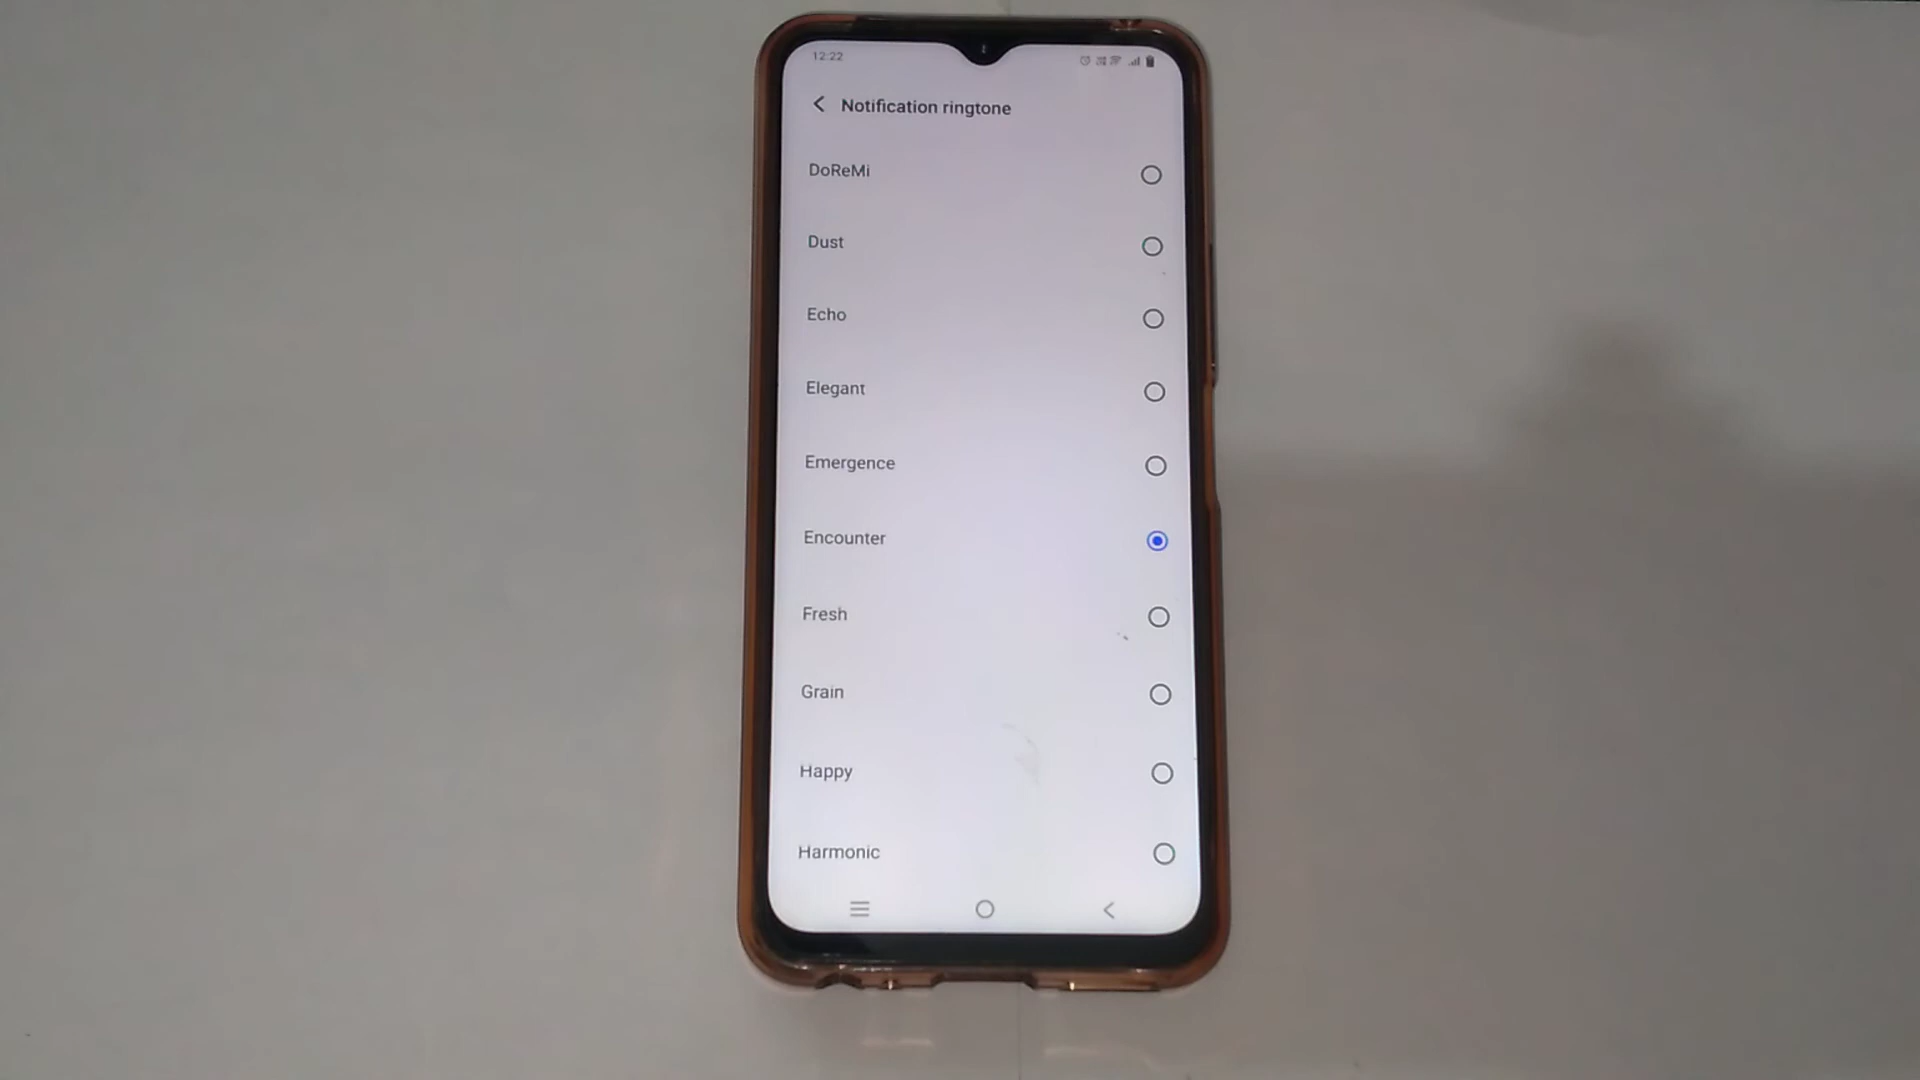 12:22
Notification ringtone
DoReMi
Dust
Echo
Elegant
Emergence
Encounter
Fresh
Grain
Happy
Harmonic